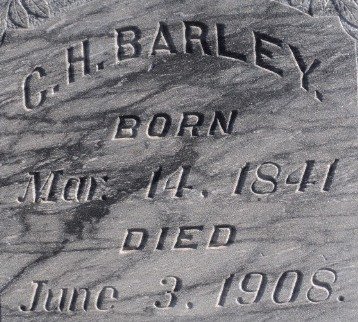 C. H. BARLEY.
BORN
Mar. 14. 1841
DIED
June 3. 1908.